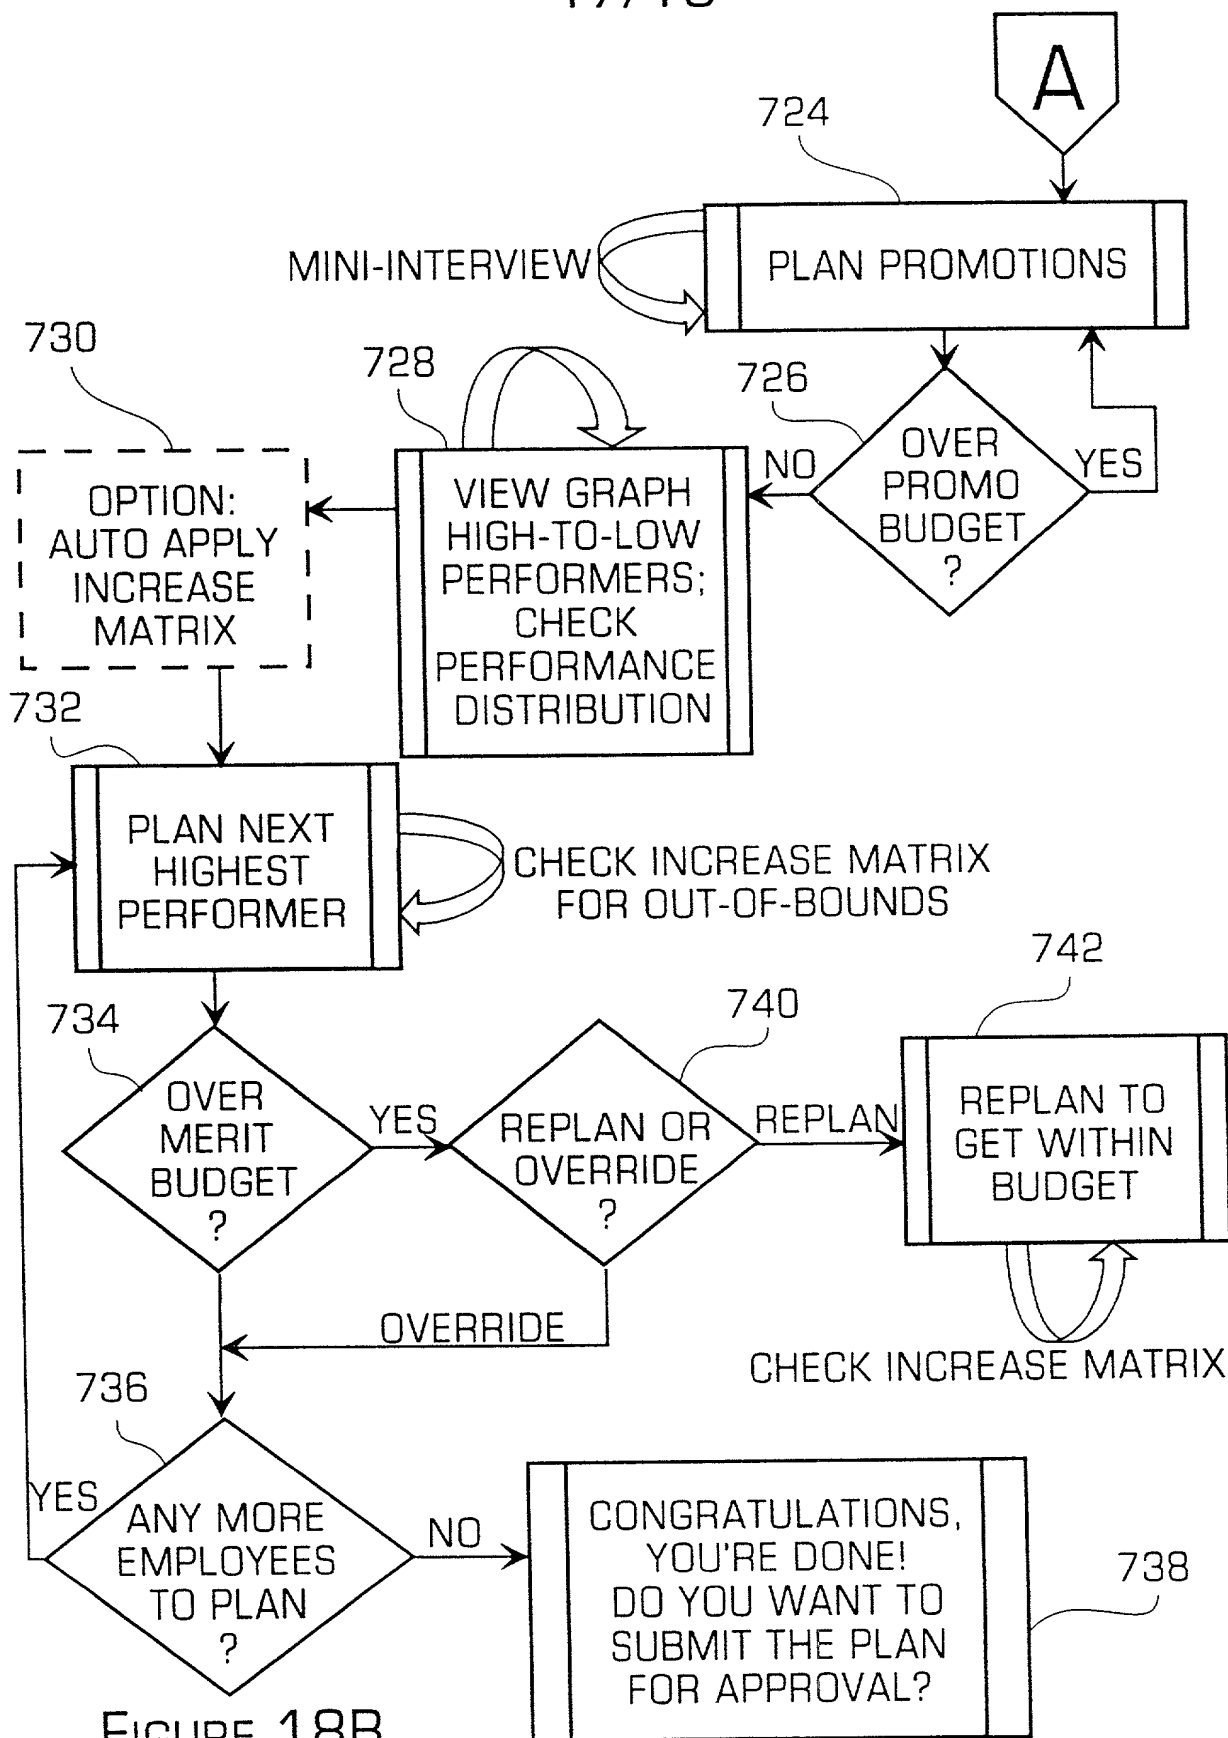 A
724
PLAN PROMOTIONS
MINI-INTERVIEW
730
728
726
OVER
PROMO
BUDGET
?
NO
YES
OPTION:
AUTO APPLY
INCREASE
MATRIX
VIEW GRAPH
HIGH-TO-LOW
PERFORMERS;
CHECK
PERFORMANCE
DISTRIBUTION
732
PLAN NEXT
HIGHEST
PERFORMER
CHECK INCREASE MATRIX
FOR OUT-OF-BOUNDS
734
OVER
MERIT
BUDGET
?
YES
740
REPLAN OR
OVERRIDE
?
REPLAN
742
REPLAN TO
GET WITHIN
BUDGET
OVERRIDE
CHECK INCREASE MATRIX
736
YES
ANY MORE
EMPLOYEES
TO PLAN
?
NO
CONGRATULATIONS,
YOU'RE DONE!
DO YOU WANT TO
SUBMIT THE PLAN
FOR APPROVAL?
738
FIGURE 18B